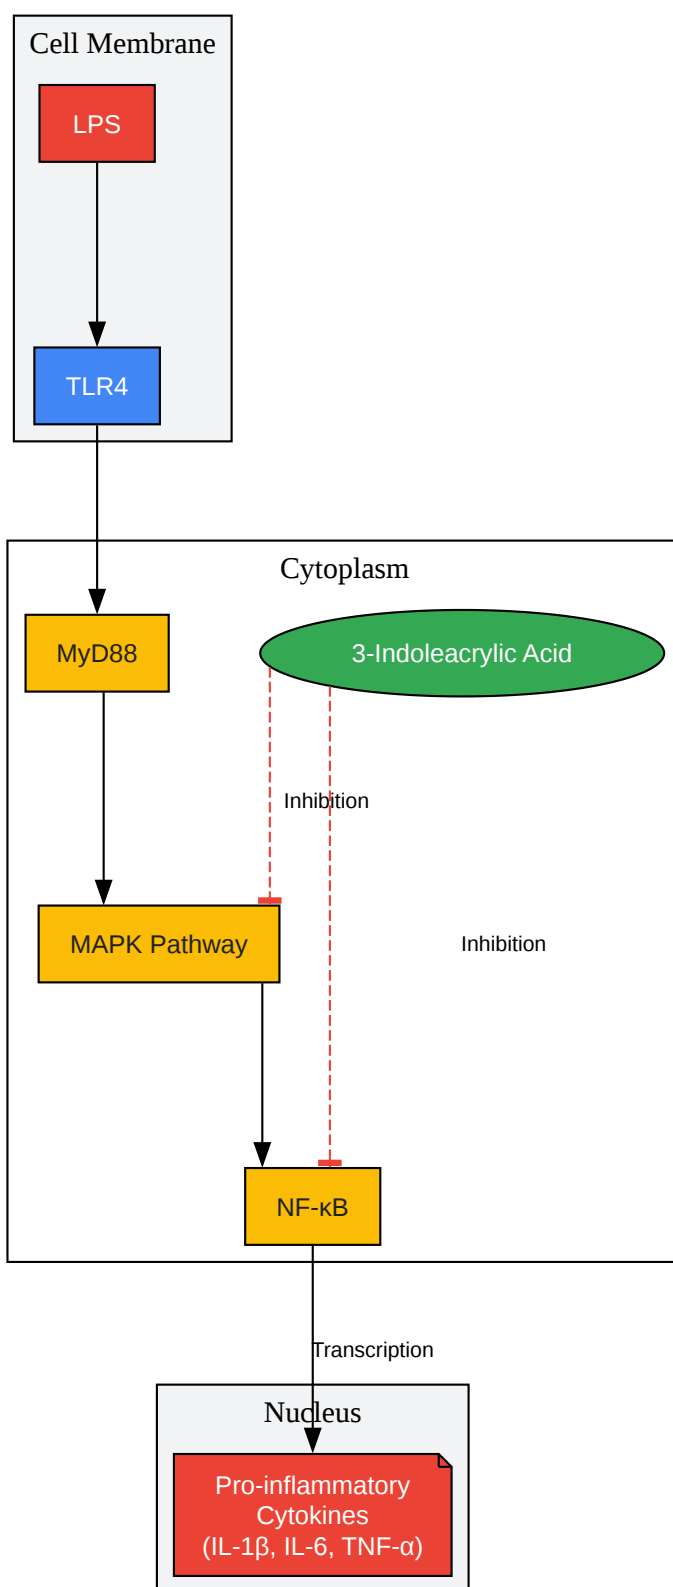 Cell Membrane
LPS
TLR4
Cytoplasm
MyD88
3-Indoleacrylic Acid
Inhibition
MAPK Pathway
Inhibition
NF-κB
Transcription
Nucleus
Pro-inflammatory
Cytokines
(IL-1β, IL-6, TNF-α)